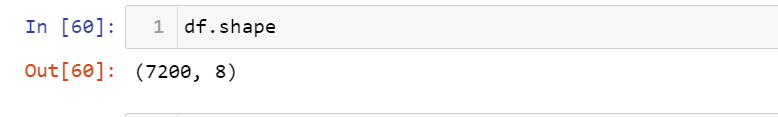 In [60]: 1 df.shape
Out[60]: (7200, 8)